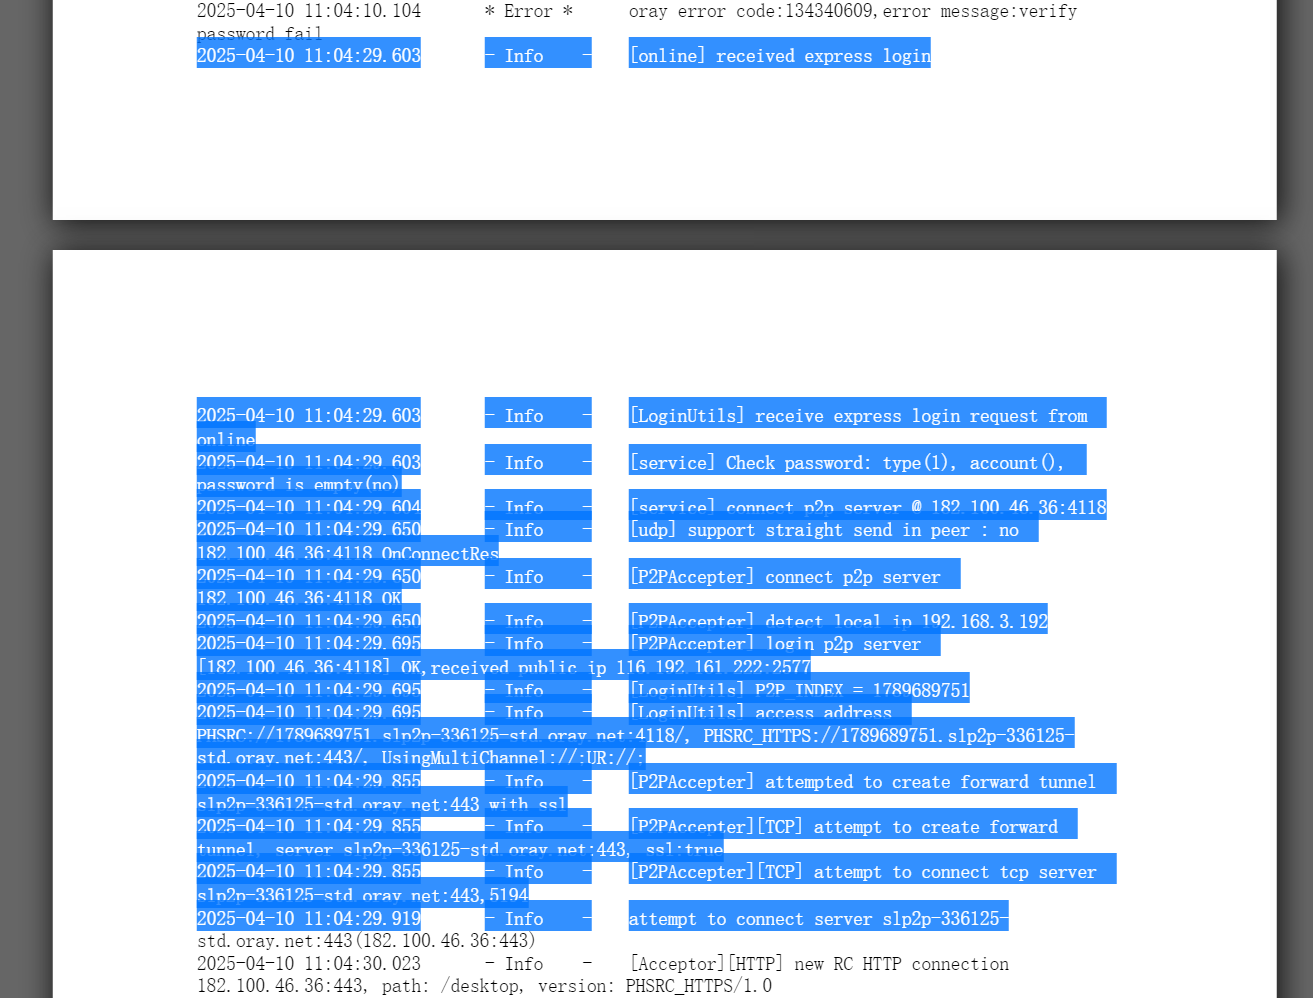 2025-04-10 11:04:10.104 * Error * oray error code:134340609,error message:verify
password fail
2025-04-10 11:04:29.603 - Info - [online] received express login
2025-04-10 11:04:29.603 - Info - [LoginUtils] receive express login request from
online
2025-04-10 11:04:29.603 - Info - [service] Check password: type(1), account(),
password is empty(no)
2025-04-10 11:04:29.604 - Info - [service] connect p2p server @ 182.100.46.36:4118
2025-04-10 11:04:29.650 - Info - [udp] support straight send in peer : no
182.100.46.36:4118 OnConnectRes
2025-04-10 11:04:29.650 - Info - [P2PAccepter] connect p2p server
182.100.46.36:4118 OK
2025-04-10 11:04:29.650 - Info - [P2PAccepter] detect local ip 192.168.3.192
2025-04-10 11:04:29.695 - Info - [P2PAccepter] login p2p server
[182.100.46.36:4118] OK,received public ip 116.192.161.222:2577
2025-04-10 11:04:29.695 - Info - [LoginUtils] P2P_INDEX = 1789689751
2025-04-10 11:04:29.695 - Info - [LoginUtils] access address
PHSRC://1789689751.slp2p-336125-std.oray.net:4118/, PHSRC_HTTPS://1789689751.slp2p-336125-
std.oray.net:443/, UsingMultiChannel://;UR://;
2025-04-10 11:04:29.855 - Info - [P2PAccepter] attempted to create forward tunnel
slp2p-336125-std.oray.net:443 with ssl
2025-04-10 11:04:29.855 - Info - [P2PAccepter][TCP] attempt to create forward
tunnel, server slp2p-336125-std.oray.net:443, ssl:true
2025-04-10 11:04:29.855 - Info - [P2PAccepter][TCP] attempt to connect tcp server
slp2p-336125-std.oray.net:443,5194
2025-04-10 11:04:29.919 - Info - attempt to connect server slp2p-336125-
std.oray.net:443(182.100.46.36:443)
2025-04-10 11:04:30.023 - Info - [Acceptor][HTTP] new RC HTTP connection
182.100.46.36:443, path: /desktop, version: PHSRC_HTTPS/1.0